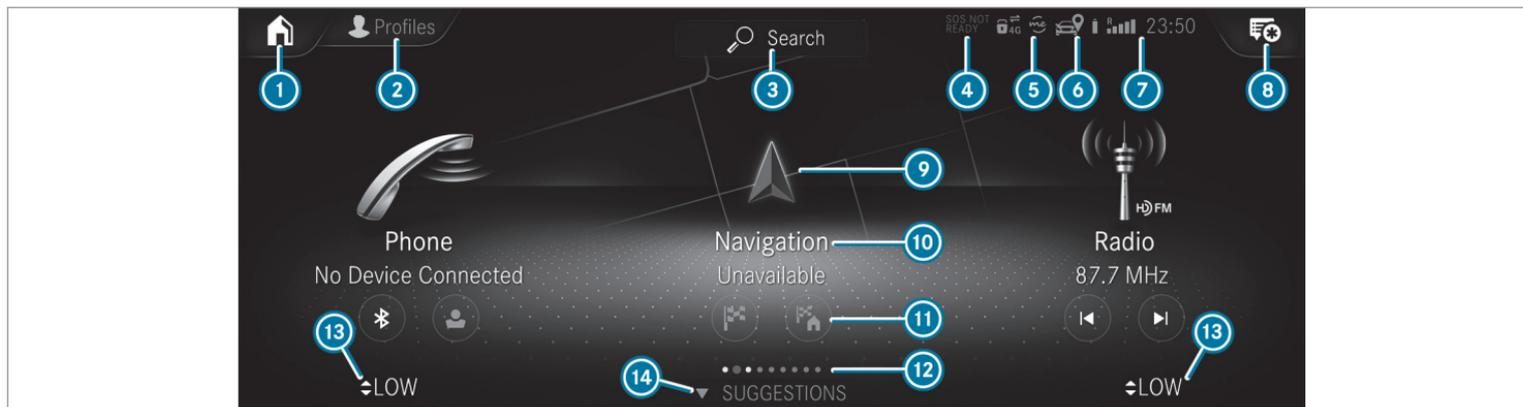 Profiles
Search
SOS NOT
READY
4G
me
R
23:50
1
2
3
4
5
6
7
8
9
HD FM
Phone
Navigation
10
Radio
No Device Connected
Unavailable
87.7 MHz
11
13
13
12
14
LOW
SUGGESTIONS
LOW